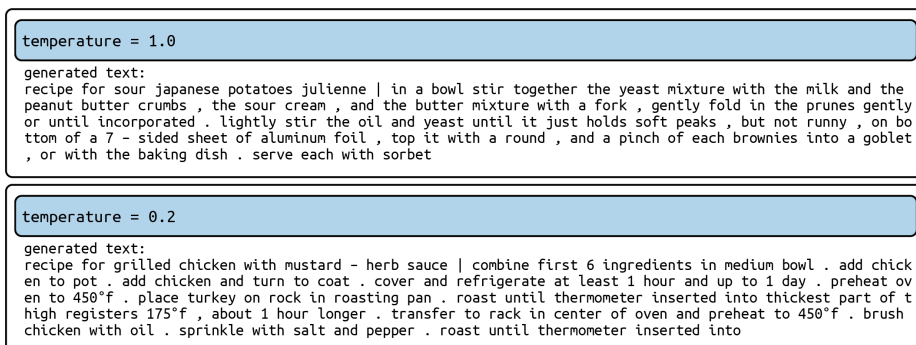 temperature = 1.0
generated text:
recipe for sour japanese potatoes julienne | in a bowl stir together the yeast mixture with the milk and the
peanut butter crumbs , the sour cream , and the butter mixture with a fork , gently fold in the prunes gently
or until incorporated . lightly stir the oil and yeast until it just holds soft peaks , but not runny , on bo
ttom of a 7 – sided sheet of aluminum foil , top it with a round , and a pinch of each brownies into a goblet
, or with the baking dish . serve each with sorbet
temperature = 0.2
generated text:
recipe for grilled chicken with mustard – herb sauce | combine first 6 ingredients in medium bowl . add chick
en to pot . add chicken and turn to coat . cover and refrigerate at least 1 hour and up to 1 day . preheat ov
en to 450°f . place turkey on rock in roasting pan . roast until thermometer inserted into thickest part of t
high registers 175°f , about 1 hour longer . transfer to rack in center of oven and preheat to 450°f . brush
chicken with oil . sprinkle with salt and pepper . roast until thermometer inserted into